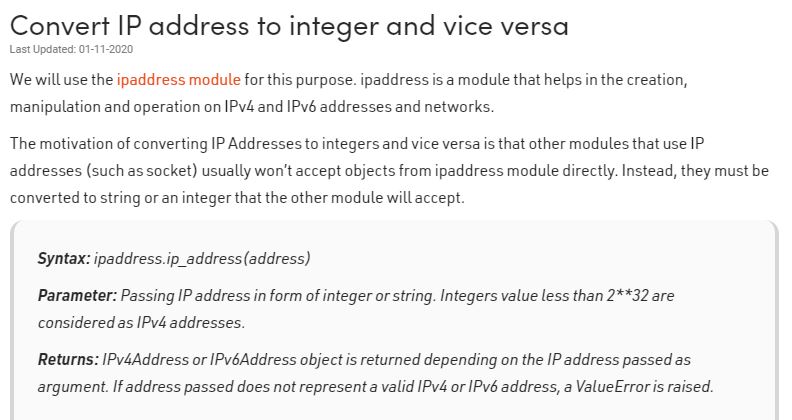 Convert IP address to integer and vice versa
Last Updated: 01-11-2020
We will use the ipaddress module for this purpose. ipaddress is a module that helps in the creation,
manipulation and operation on IPv4 and IPv6 addresses and networks.
The motivation of converting IP Addresses to integers and vice versa is that other modules that use IP
addresses (such as socket) usually won't accept objects from ipaddress module directly. Instead, they must be
converted to string or an integer that the other module will accept.
Syntax: ipaddress.ip_address(address)
Parameter: Passing IP address in form of integer or string. Integers value less than 2**32 are
considered as IPv4 addresses.
Returns: IPv4Address or IPv6Address object is returned depending on the IP address passed as
argument. If address passed does not represent a valid IPv4 or IPv6 address, a ValueError is raised.